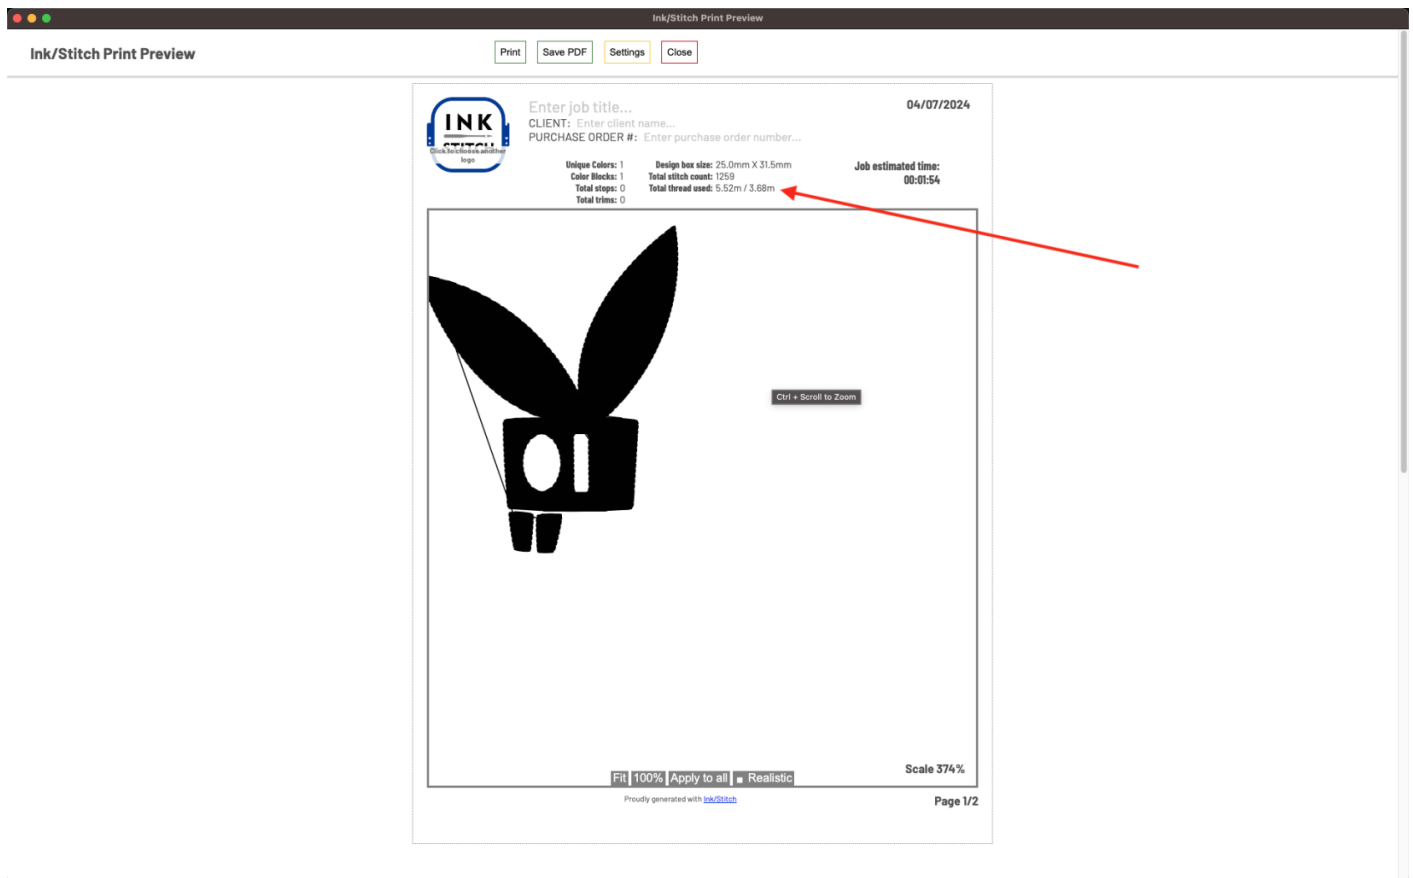 Ink/Stitch Print Preview
Ink/Stitch Print Preview
Print
Save PDF
Settings
Close
INK
STITCH
Click to choose another
logo
Enter job title...
CLIENT: Enter client name...
PURCHASE ORDER #: Enter purchase order number...
04/07/2024
Unique Colors: 1
Color Blocks: 1
Total stops: 0
Total trims: 0
Design box size: 25.0mm X 31.5mm
Total stitch count: 1259
Total thread used: 5.52m / 3.68m
Job estimated time:
00:01:54
Ctrl + Scroll to Zoom
Scale 374%
Fit 100% Apply to all Realistic
Proudly generated with Ink/Stitch
Page 1/2